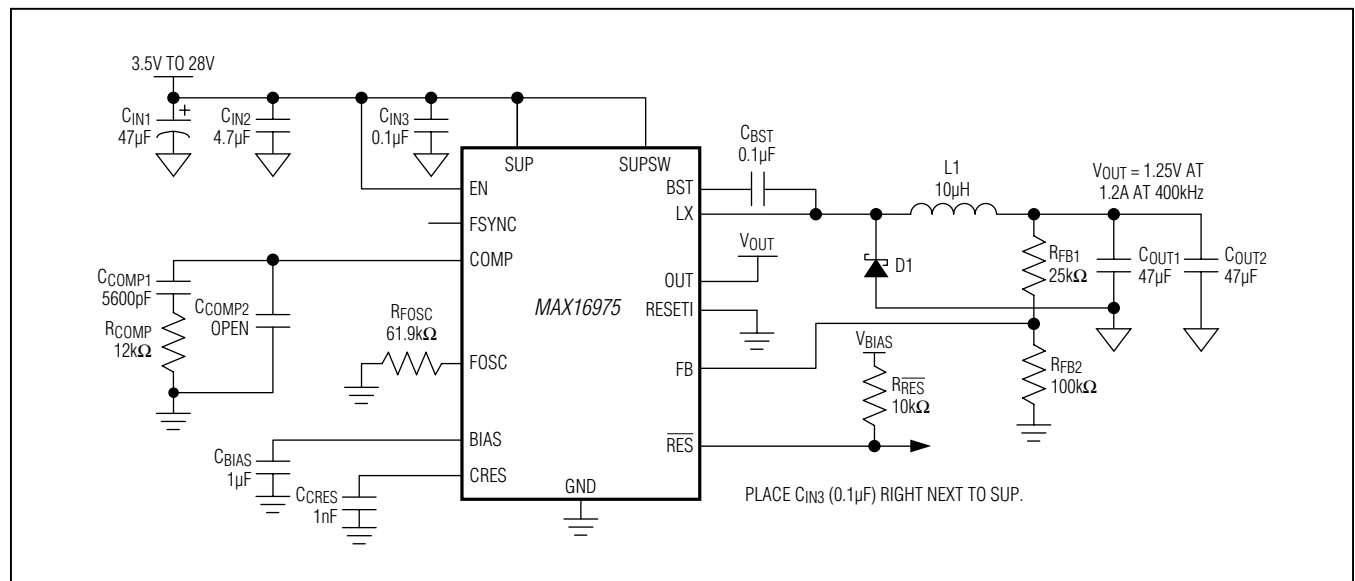 3.5V TO 28V
CIN1
47µF
+
CIN2
4.7µF
CIN3
0.1µF
SUP
SUPSW
EN
FSYNC
COMP
FOSC
BIAS
CRES
GND
MAX16975
BST
LX
OUT
RESETI
FB
RES
CCOMP1
5600pF
RCOMP
12kΩ
CCOMP2
OPEN
RFOSC
61.9kΩ
CBIAS
1µF
CCRES
1nF
CBST
0.1µF
L1
10µH
VOUT = 1.25V AT
1.2A AT 400kHz
VOUT
D1
RFB1
25kΩ
COUT1
47µF
COUT2
47µF
VBIAS
RRES
10kΩ
RFB2
100kΩ
PLACE CIN3 (0.1µF) RIGHT NEXT TO SUP.